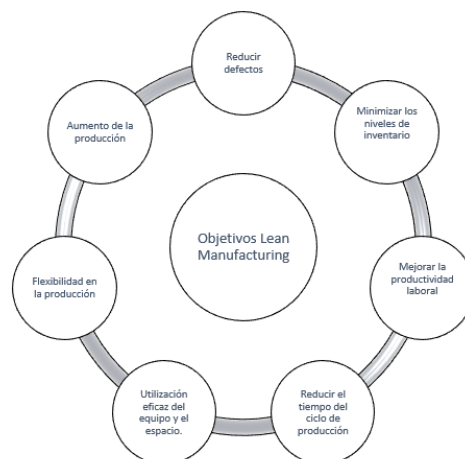 Reducir
defectos
Minimizar los
niveles de
inventario
Mejorar la
productividad
laboral
Reducir el
tiempo del
ciclo de
producción
Utilización
eficaz del
equipo y el
espacio.
Flexibilidad en
la producción
Aumento de la
producción
Objetivos Lean
Manufacturing